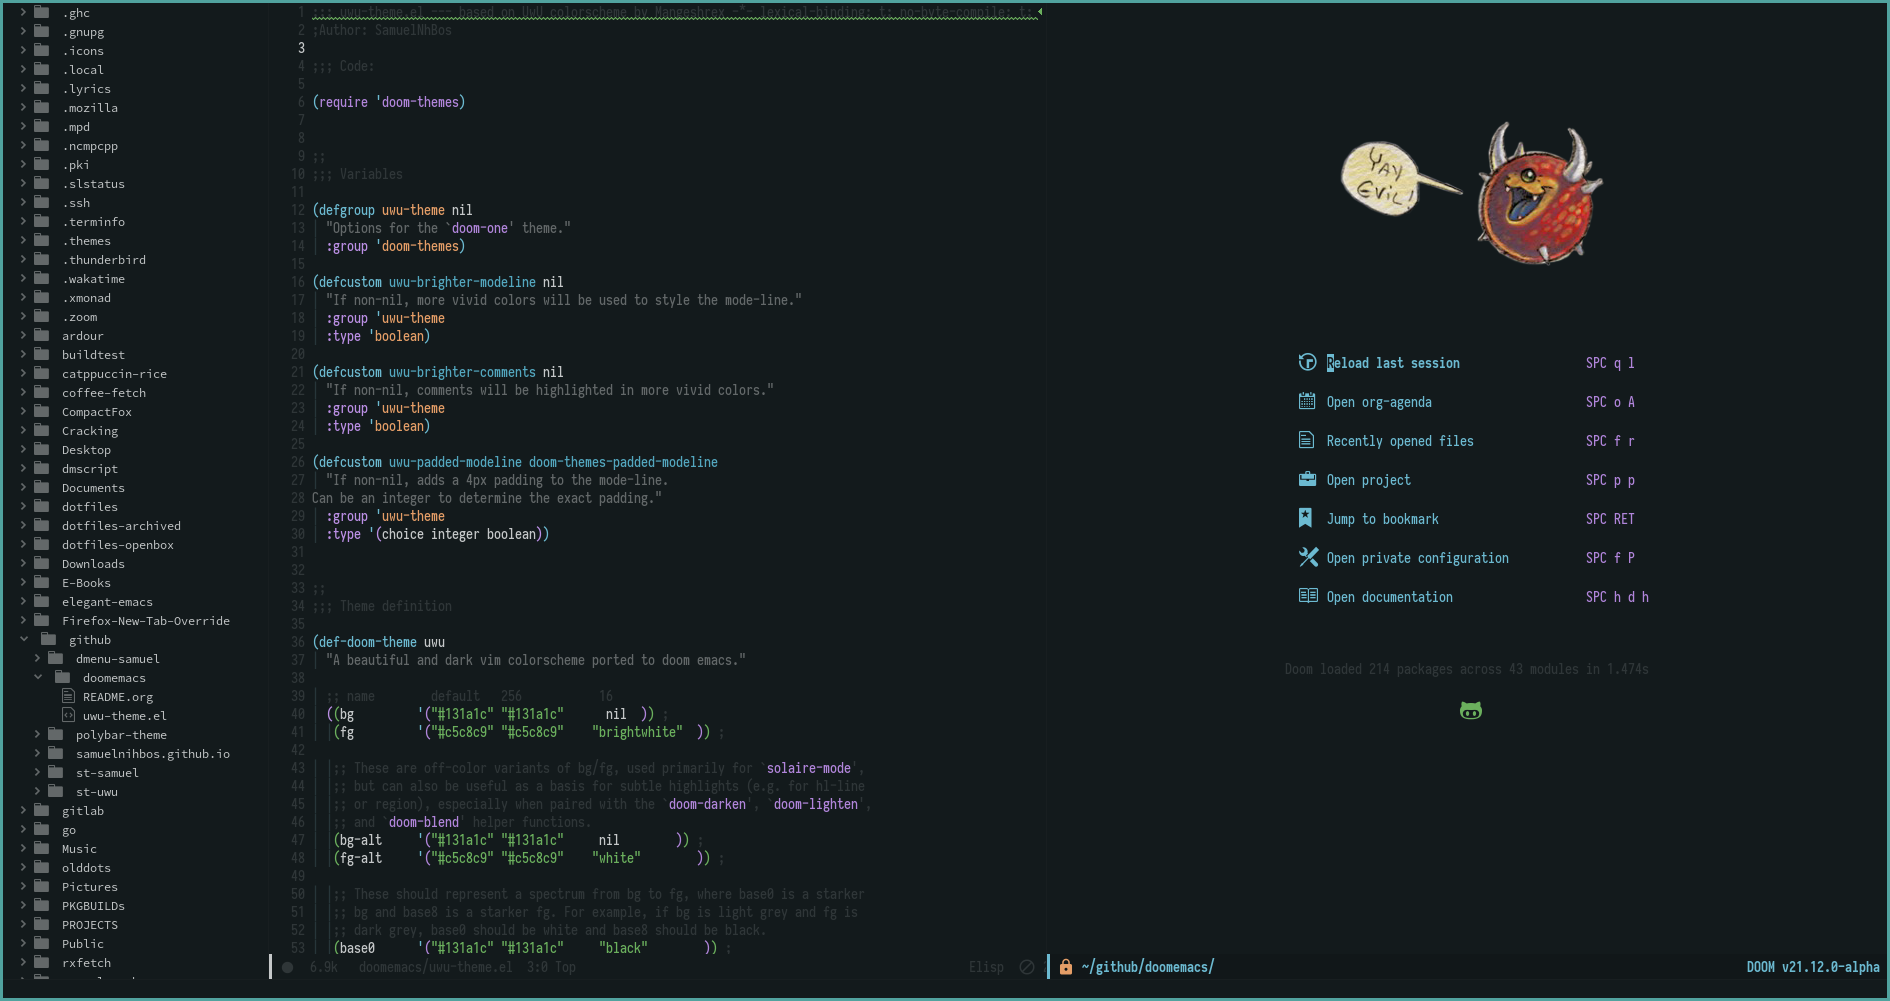 .ghc
.gnupg
.icons
.local
.lyrics
.mozilla
.mpd
.ncmpcpp
.pki
.slstatus
.ssh
.terminfo
.themes
.thunderbird
.wakatime
.xmonad
.zoom
ardour
buildtest
catppuccin-rice
coffee-fetch
CompactFox
Cracking
Desktop
dmscript
Documents
dotfiles
dotfiles-archived
dotfiles-openbox
Downloads
E-Books
elegant-emacs
Firefox-New-Tab-Override
github
dmenu-samuel
doomemacs
README.org
uwu-theme.el
polybar-theme
samuelnihbos.github.io
st-samuel
st-uwu
gitlab
go
Music
olddots
Pictures
PKGBUILDs
PROJECTS
Public
rxfetch
1 ;;; uwu-theme.el --- based on UwU colorscheme by Mangeshrex -*- lexical-binding: t; no-byte-compile: t;
2 ;Author: SamuelNhBos
3
4 ;;; Code:
5
6 (require 'doom-themes)
7
8
9 ;;
10 ;;; Variables
11
12 (defgroup uwu-theme nil
13 "Options for the `doom-one' theme."
14 :group 'doom-themes)
15
16 (defcustom uwu-brighter-modeline nil
17 "If non-nil, more vivid colors will be used to style the mode-line."
18 :group 'uwu-theme
19 :type 'boolean)
20
21 (defcustom uwu-brighter-comments nil
22 "If non-nil, comments will be highlighted in more vivid colors."
23 :group 'uwu-theme
24 :type 'boolean)
25
26 (defcustom uwu-padded-modeline doom-themes-padded-modeline
27 "If non-nil, adds a 4px padding to the mode-line.
28 Can be an integer to determine the exact padding."
29 :group 'uwu-theme
30 :type '(choice integer boolean))
31
32
33 ;;
34 ;;; Theme definition
35
36 (def-doom-theme uwu
37 "A beautiful and dark vim colorscheme ported to doom emacs."
38
39 ;; name default 256 16
40 ((bg '("#131a1c" "#131a1c" nil )) ;
41 (fg '("#c5c8c9" "#c5c8c9" "brightwhite" )) ;
42
43 ;; These are off-color variants of bg/fg, used primarily for `solaire-mode',
44 ;; but can also be useful as a basis for subtle highlights (e.g. for hl-line
45 ;; or region), especially when paired with the `doom-darken', `doom-lighten',
46 ;; and `doom-blend' helper functions.
47 (bg-alt '("#131a1c" "#131a1c" nil )) ;
48 (fg-alt '("#c5c8c9" "#c5c8c9" "white" )) ;
49
50 ;; These should represent a spectrum from bg to fg, where base0 is a starker
51 ;; bg and base8 is a starker fg. For example, if bg is light grey and fg is
52 ;; dark grey, base0 should be white and base8 should be black.
53 (base0 '("#131a1c" "#131a1c" "black" )) ;
6.9k doomemacs/uwu-theme.el 3:0 Top Elisp
YAY
EVIL!
Reload last session SPC q l
Open org-agenda SPC o A
Recently opened files SPC f r
Open project SPC p p
Jump to bookmark SPC RET
Open private configuration SPC f P
Open documentation SPC h d h
Doom loaded 214 packages across 43 modules in 1.474s
~/github/doomemacs/ DOOM v21.12.0-alpha